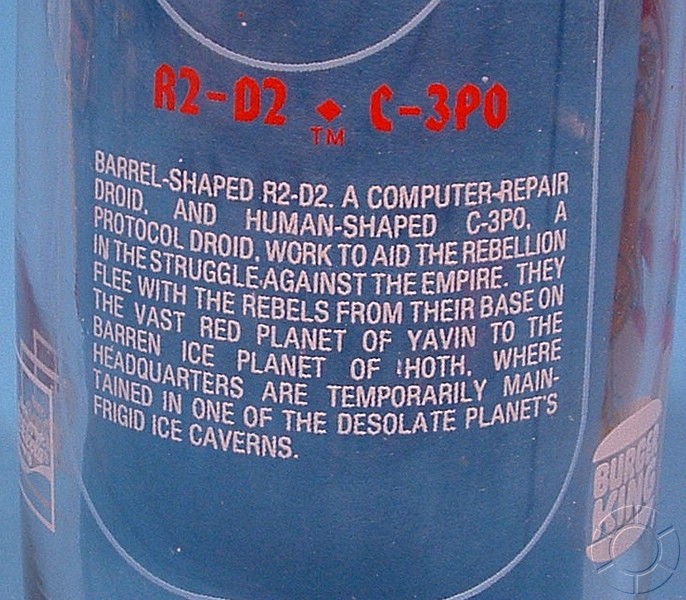 R2-D2 ◆ C-3PO
TM
BARREL-SHAPED R2-D2, A COMPUTER-REPAIR
DROID, AND HUMAN-SHAPED C-3PO, A
PROTOCOL DROID, WORK TO AID THE REBELLION
IN THE STRUGGLE AGAINST THE EMPIRE. THEY
FLEE WITH THE REBELS FROM THEIR BASE ON
THE VAST RED PLANET OF YAVIN TO THE
BARREN ICE PLANET OF HOTH, WHERE
HEADQUARTERS ARE TEMPORARILY MAIN-
TAINED IN ONE OF THE DESOLATE PLANET'S
FRIGID ICE CAVERNS.
BURGER
KING